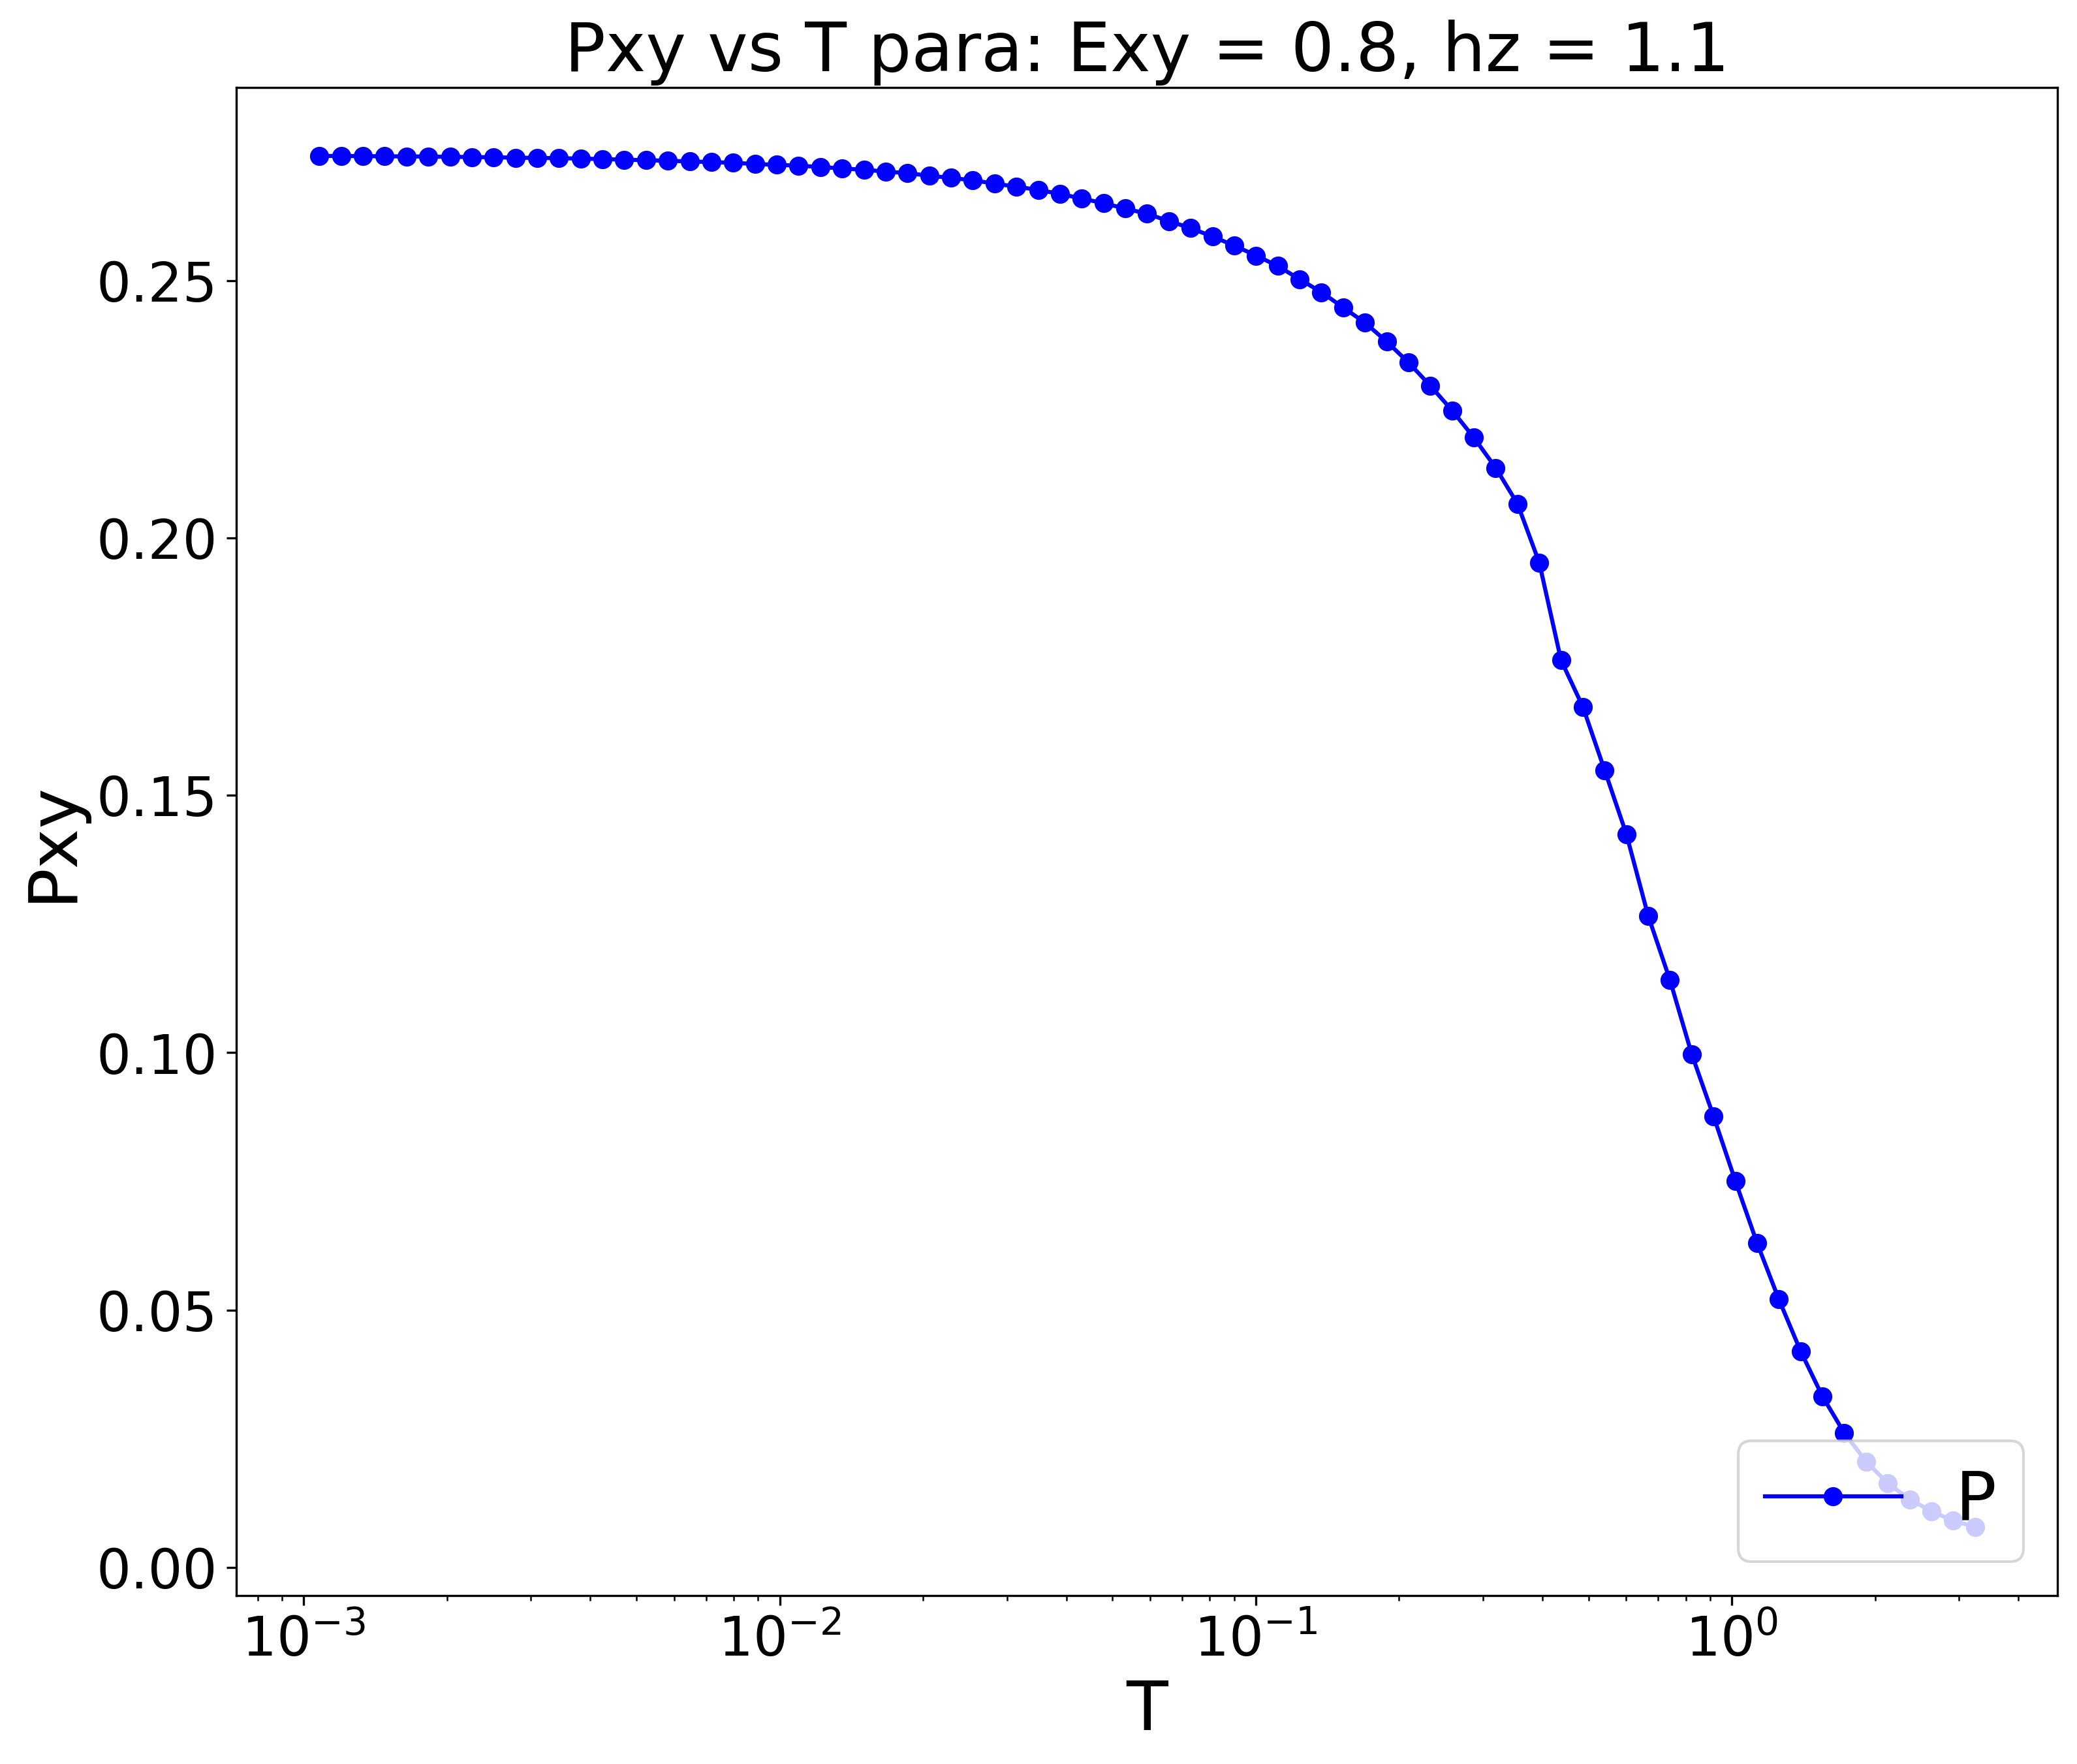 Pxy vs T para: Exy = 0.8, hz = 1.1
Pxy
0.25
0.20
0.15
0.10
0.05
0.00
10⁻³ 10⁻² 10⁻¹ 10⁰
T
P